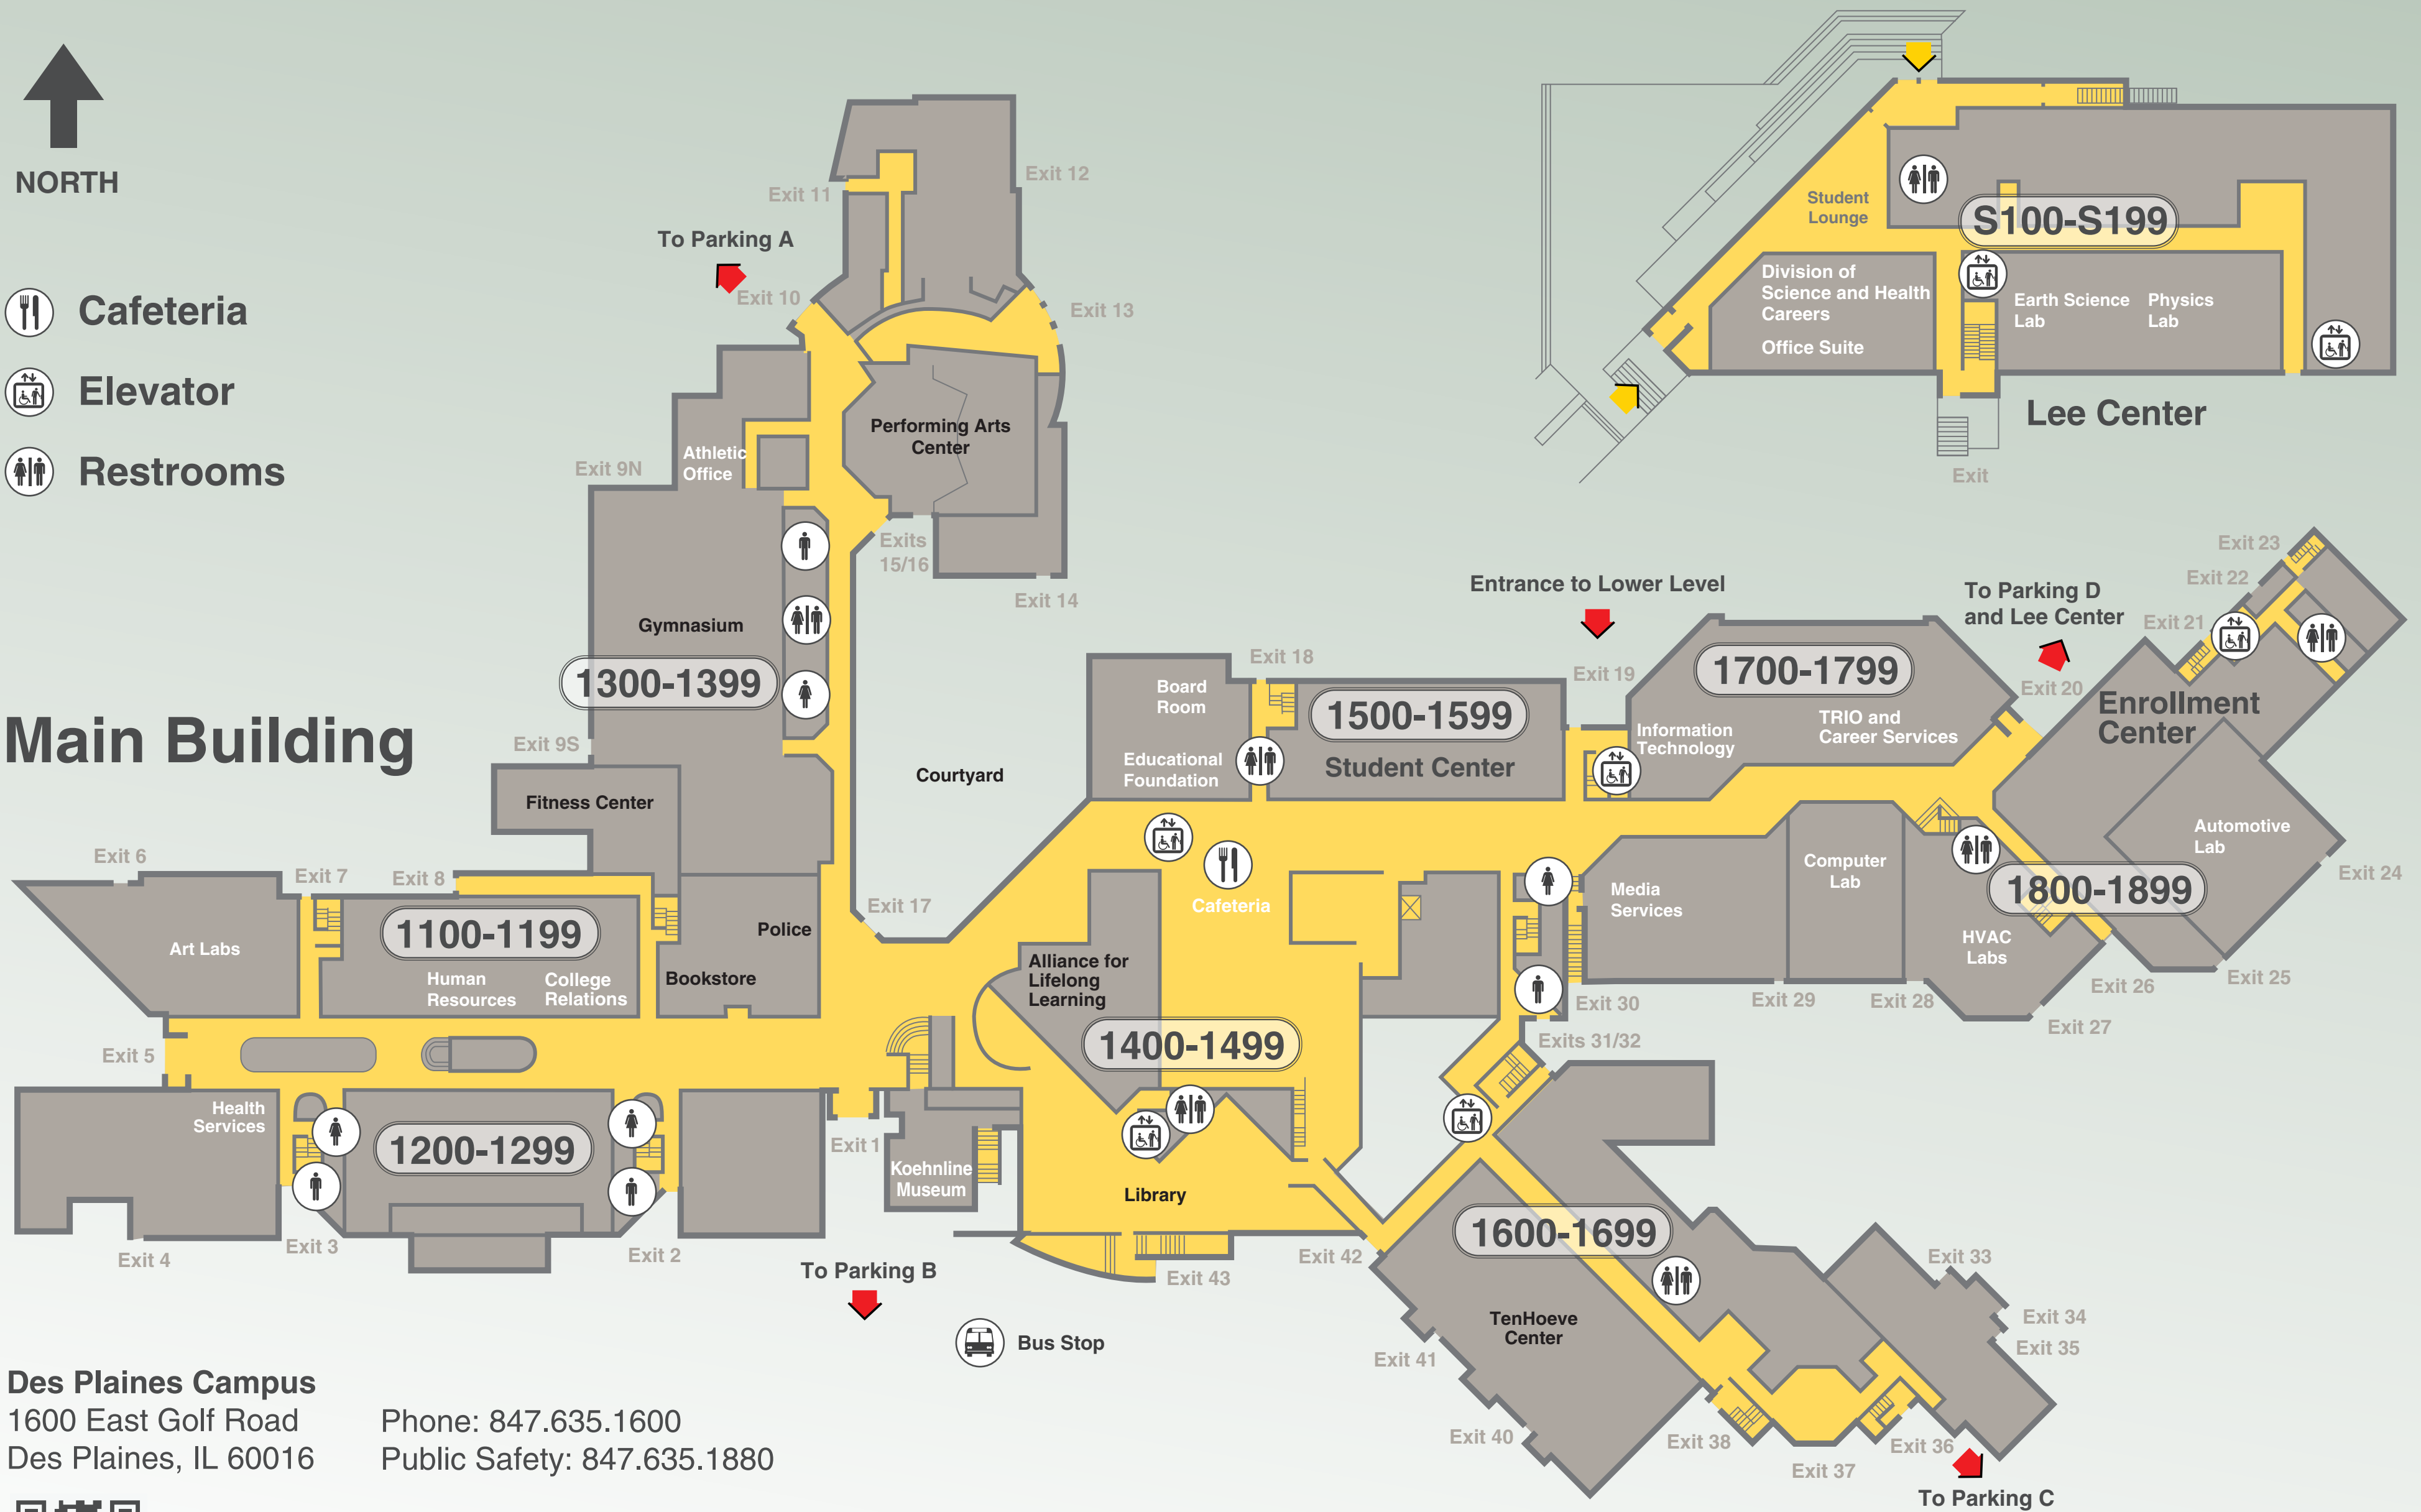 NORTH
Cafeteria
Elevator
Restrooms
Main Building
Exit 11
Exit 12
To Parking A
Exit 10
Exit 13
Performing Arts
Center
Athletic
Office
Exit 9N
Exits
15/16
Exit 14
Gymnasium
1300-1399
Exit 9S
Fitness Center
Courtyard
Student
Lounge
S100-S199
Division of
Science and Health
Careers
Office Suite
Earth Science
Lab
Physics
Lab
Lee Center
Exit
Entrance to Lower Level
To Parking D
and Lee Center
Exit 23
Exit 22
Exit 21
Exit 20
Exit 18
Exit 19
Board
Room
Educational
Foundation
1500-1599
Student Center
1700-1799
Information
Technology
TRIO and
Career Services
Enrollment
Center
Automotive
Lab
Exit 24
1800-1899
Computer
Lab
Media
Services
HVAC
Labs
Exit 25
Exit 26
Exit 27
Exit 28
Exit 29
Exit 30
Exits 31/32
Exit 6
Exit 7
Exit 8
Exit 17
Cafeteria
Art Labs
1100-1199
Human
Resources
College
Relations
Police
Bookstore
Alliance for
Lifelong
Learning
1400-1499
Exit 5
Health
Services
1200-1299
Exit 1
Koehnline
Museum
Library
Exit 4
Exit 3
Exit 2
To Parking B
Exit 43
Exit 42
Bus Stop
1600-1699
TenHoeve
Center
Exit 33
Exit 34
Exit 35
Exit 41
Exit 40
Exit 38
Exit 37
Exit 36
To Parking C
Des Plaines Campus
1600 East Golf Road
Des Plaines, IL 60016
Phone: 847.635.1600
Public Safety: 847.635.1880